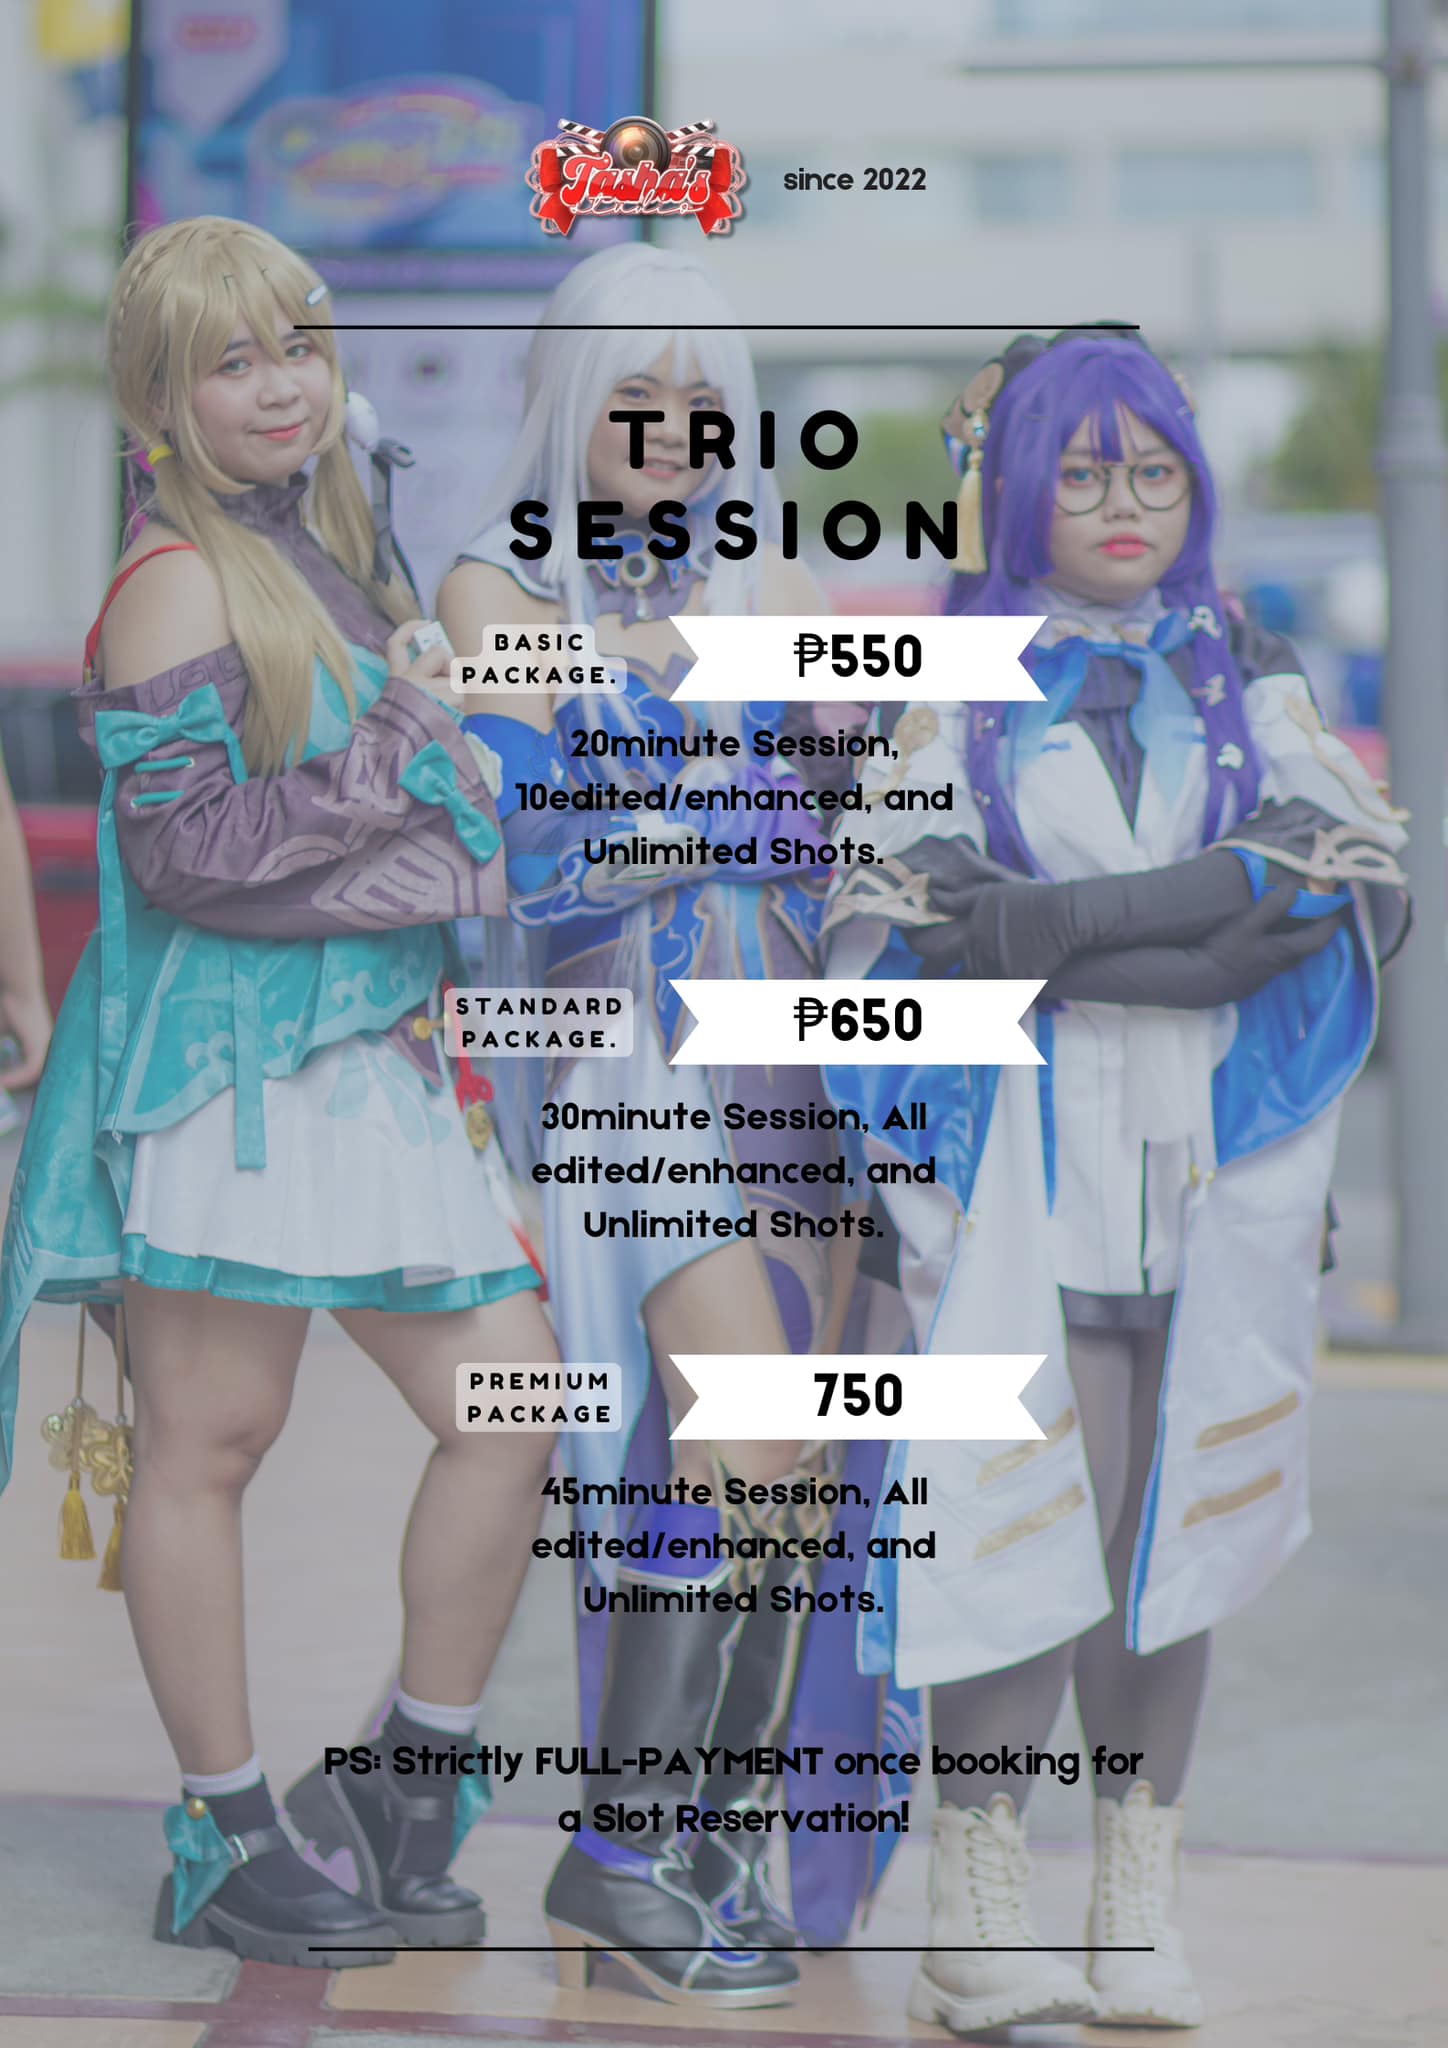 Tasha's
studio
since 2022
TRIO
SESSION
BASIC
PACKAGE.
₱550
20minute Session,
10edited/enhanced, and
Unlimited Shots.
STANDARD
PACKAGE.
₱650
30minute Session, All
edited/enhanced, and
Unlimited Shots.
PREMIUM
PACKAGE
750
45minute Session, All
edited/enhanced, and
Unlimited Shots.
PS: Strictly FULL-PAYMENT once booking for
a Slot Reservation!